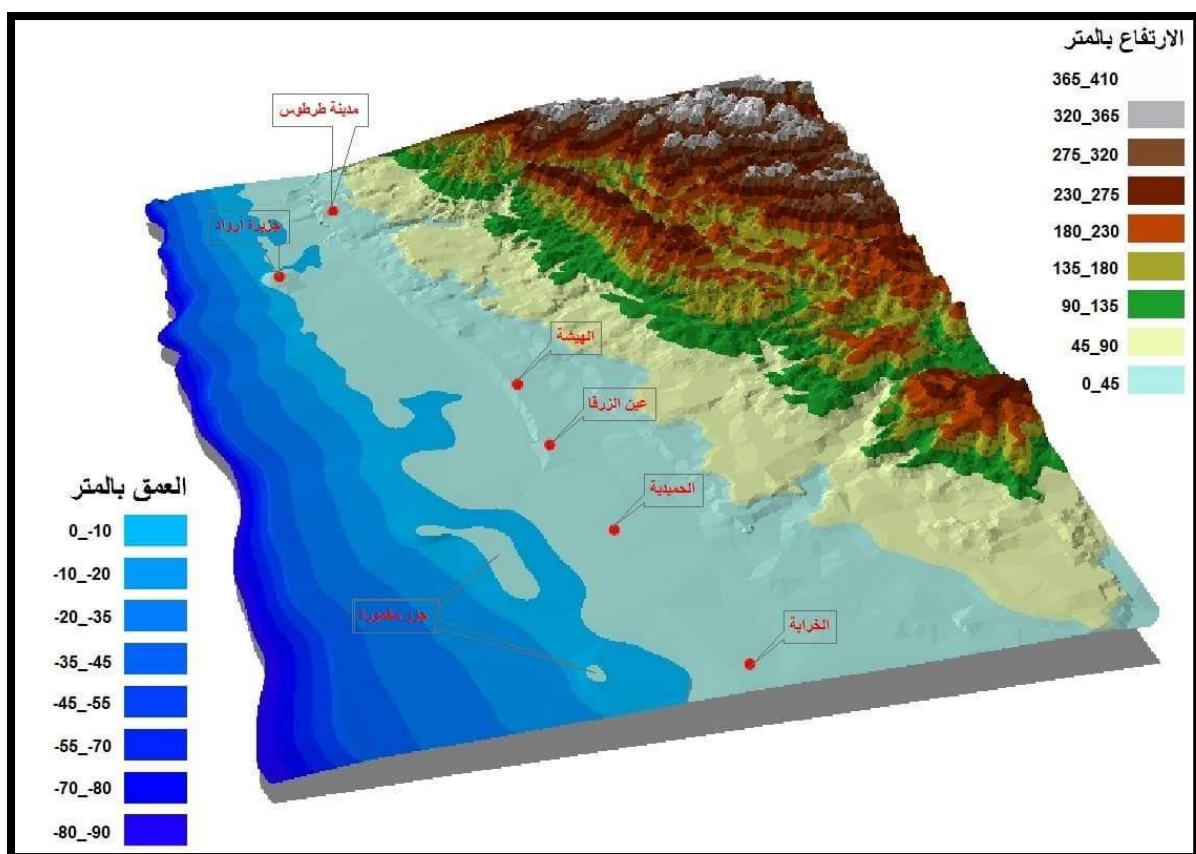 الارتفاع بالمتر
365_410
320_365
275_320
230_275
180_230
135_180
90_135
45_90
0_45
مدينة طرطوس
جزيرة أرواد
الهيشة
عين الزرقا
الحميدية
جزر مغمورة
الخرابة
العمق بالمتر
0_-10
-10_-20
-20_-35
-35_-45
-45_-55
-55_-70
-70_-80
-80_-90